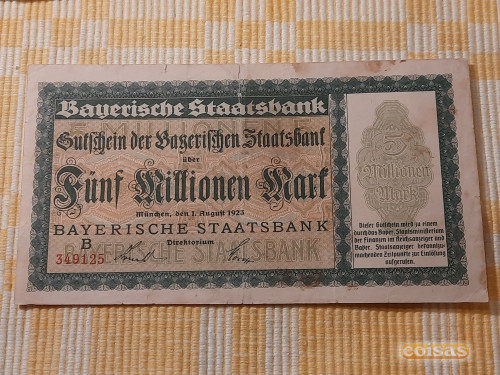 Bayerische Staatsbank
Gutschein der Bayerischen Staatsbank
über
Fünf Millionen Mark
München, den 1. August 1923
BAYERISCHE STAATSBANK
B
Direktorium
349125
BAYERISCHE STAATSBANK
5
Millionen
Mark
Dieser Gutschein wird zu einem
durch das Bayer. Staatsministerium
der Finanzen im Reichsanzeiger und
Bayer. Staatsanzeiger bekanntzu-
machenden Zeitpunkte zur Einlösung
aufgerufen.
coisas